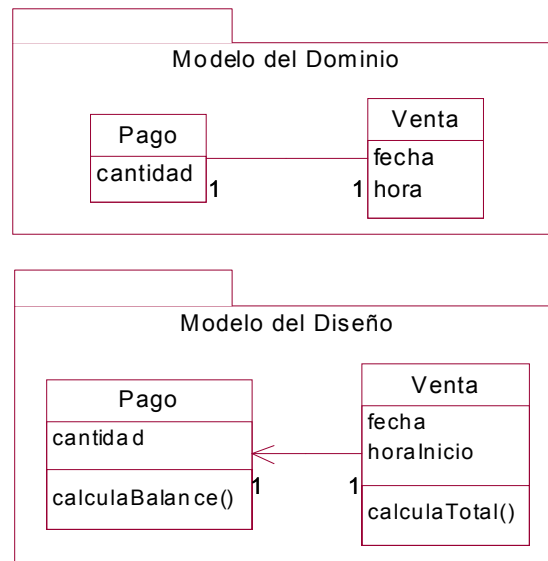 Modelo del Dominio
Pago
cantidad
1
1
Venta
fecha
hora
Modelo del Diseño
Pago
cantidad
calculaBalance()
1
1
Venta
fecha
horaInicio
calculaTotal()